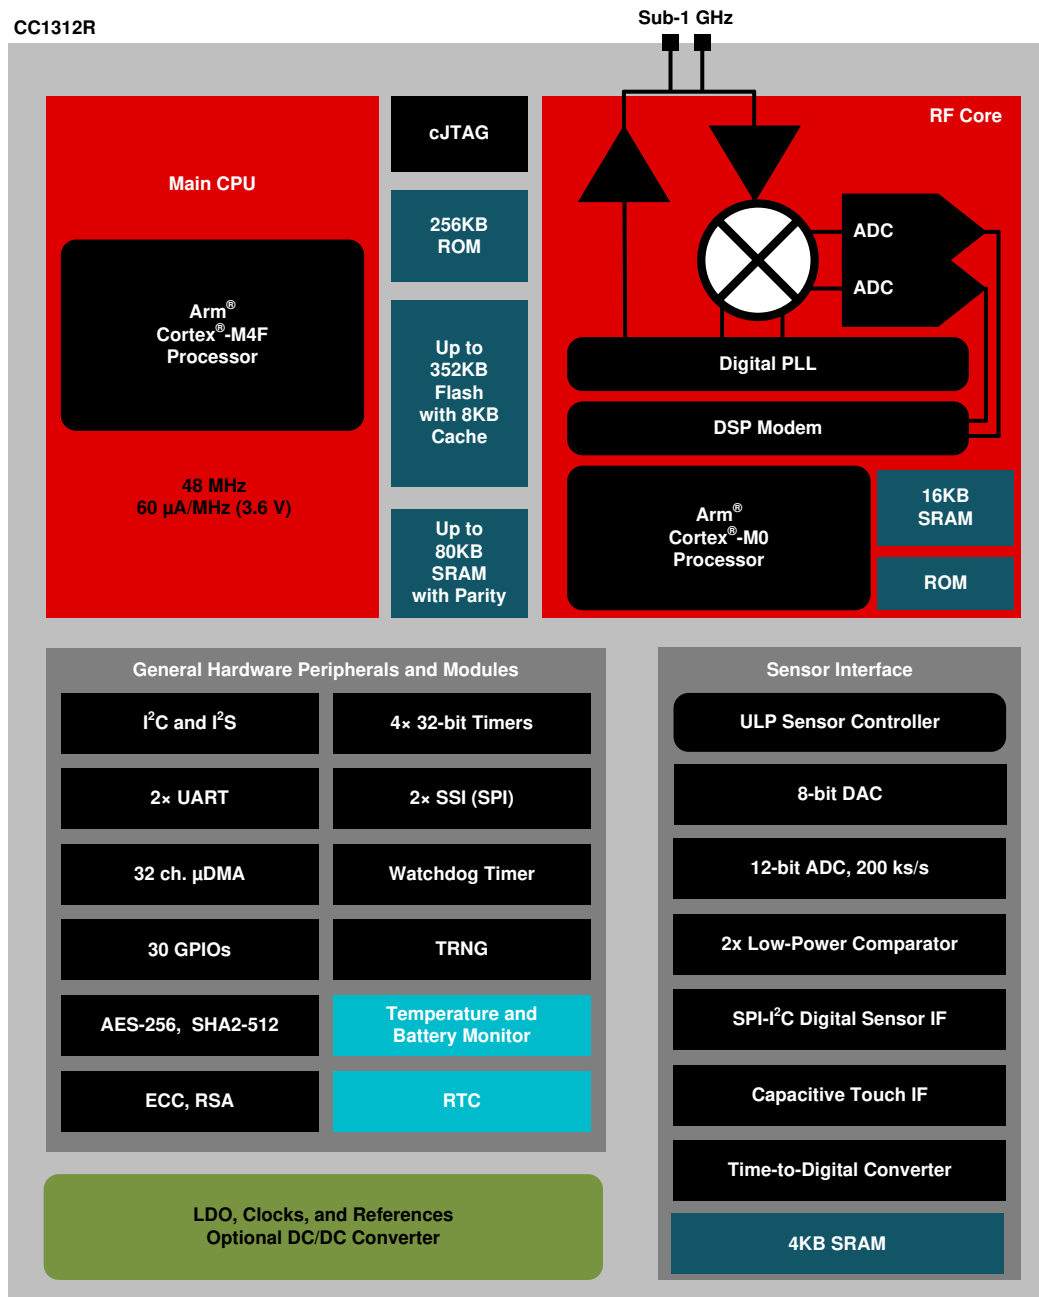 CC1312R
Sub-1 GHz
Main CPU
Arm®
Cortex®-M4F
Processor
48 MHz
60 µA/MHz (3.6 V)
cJTAG
256KB
ROM
Up to
352KB
Flash
with 8KB
Cache
Up to
80KB
SRAM
with Parity
RF Core
ADC
ADC
Digital PLL
DSP Modem
Arm®
Cortex®-M0
Processor
16KB
SRAM
ROM
General Hardware Peripherals and Modules
I²C and I²S
4× 32-bit Timers
2× UART
2× SSI (SPI)
32 ch. µDMA
Watchdog Timer
30 GPIOs
TRNG
AES-256, SHA2-512
Temperature and
Battery Monitor
ECC, RSA
RTC
LDO, Clocks, and References
Optional DC/DC Converter
Sensor Interface
ULP Sensor Controller
8-bit DAC
12-bit ADC, 200 ks/s
2x Low-Power Comparator
SPI-I²C Digital Sensor IF
Capacitive Touch IF
Time-to-Digital Converter
4KB SRAM